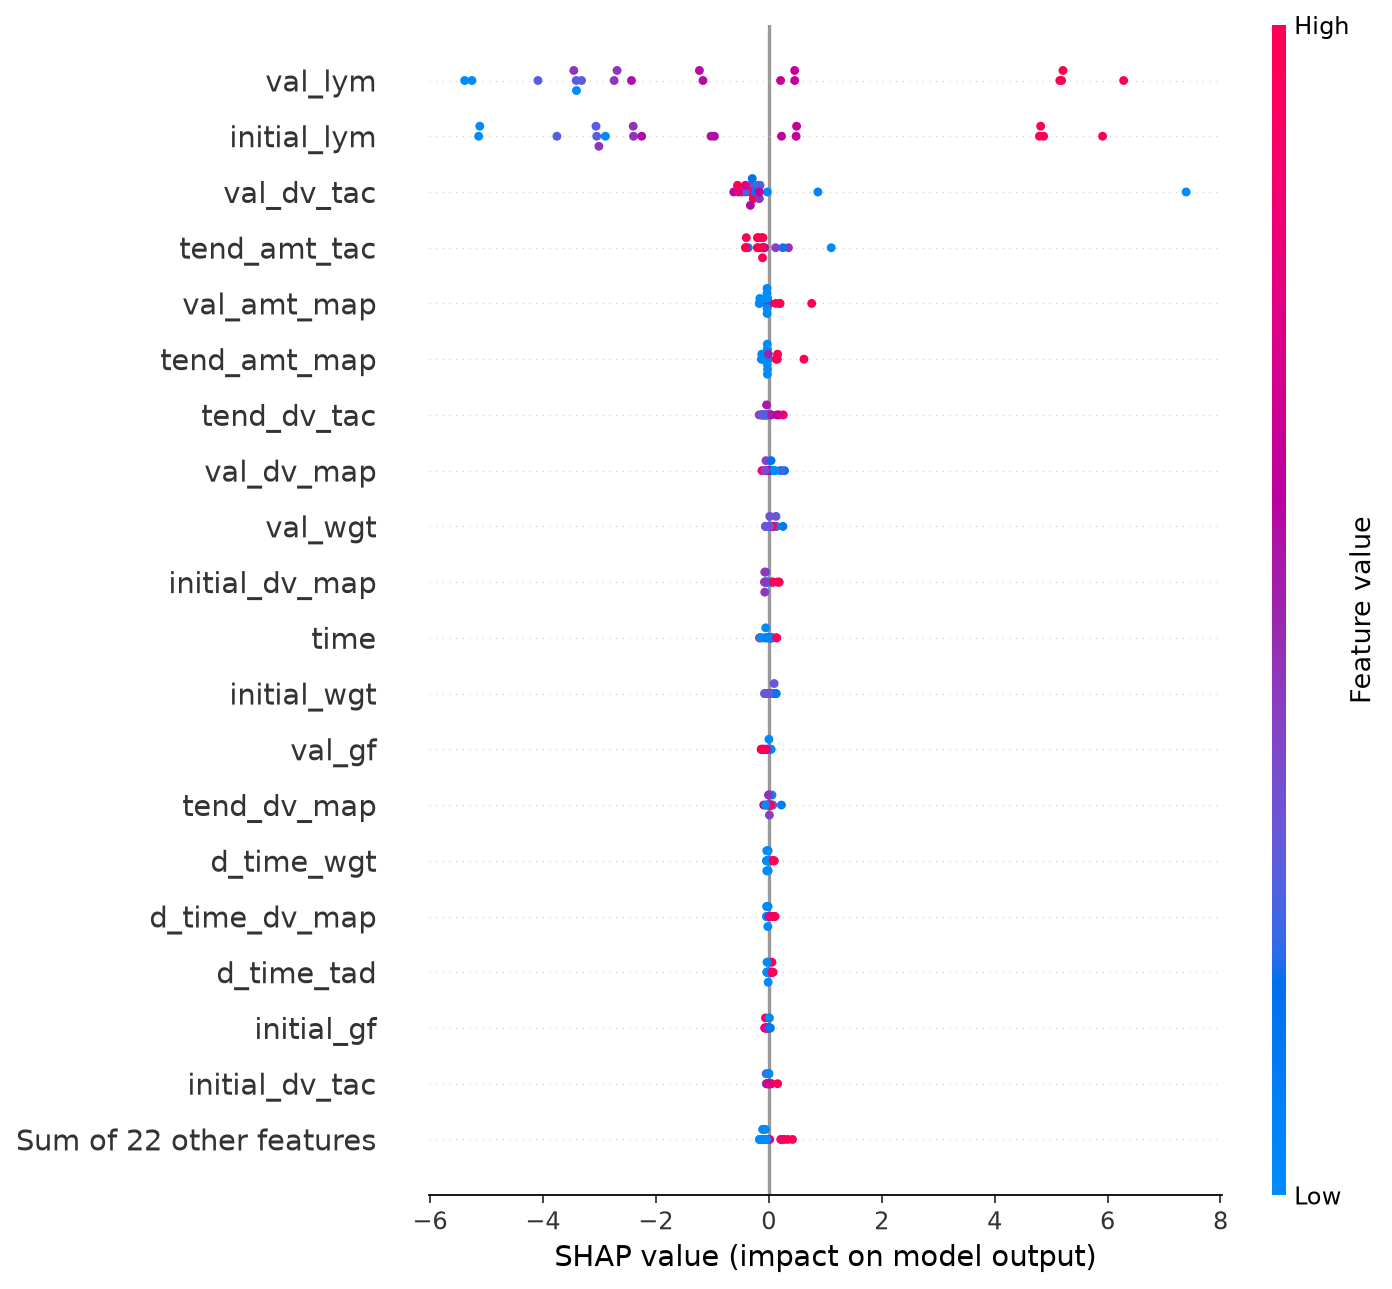 High
val_lym
initial_lym
val_dv_tac
tend_amt_tac
val_amt_map
tend_amt_map
tend_dv_tac
val_dv_map
val_wgt
initial_dv_map
time
initial_wgt
val_gf
tend_dv_map
d_time_wgt
d_time_dv_map
d_time_tad
initial_gf
initial_dv_tac
Sum of 22 other features
Feature value
Low
−6 −4 −2 0 2 4 6 8
SHAP value (impact on model output)